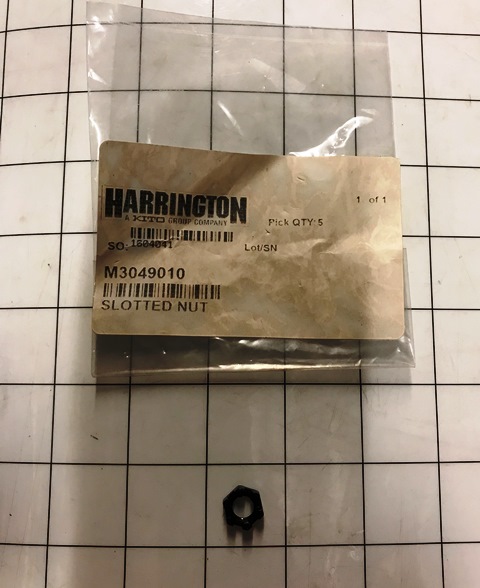 HARRINGTON
A KITO GROUP COMPANY
1 of 1
Pick QTY: 5
SO: 1604041
Lot/SN
M3049010
SLOTTED NUT